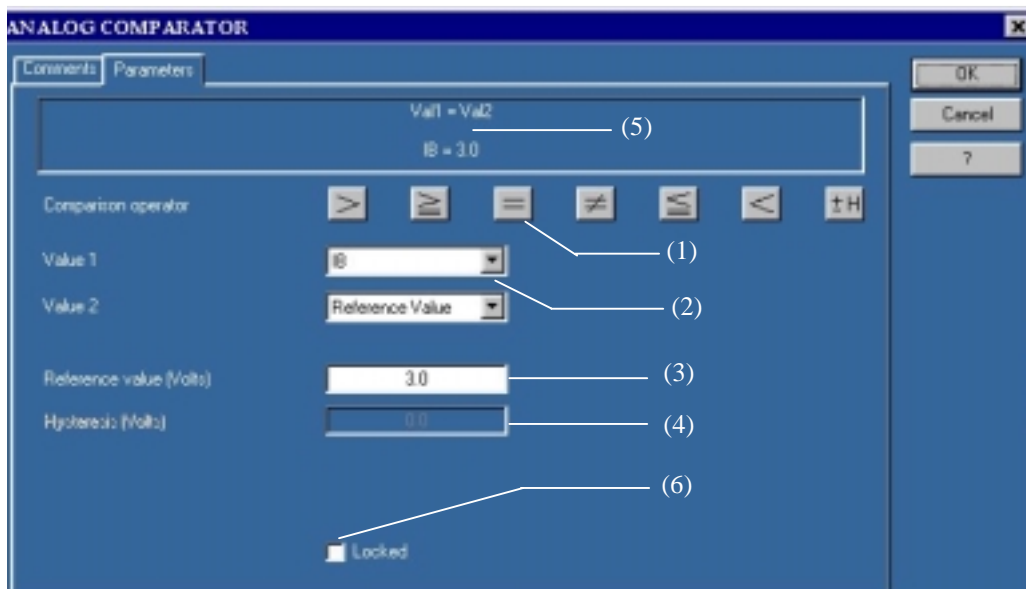 ANALOG COMPARATOR
Comments Parameters
OK
Val1 = Val2
(5)
Cancel
IB = 3.0
?
Comparison operator > ≧ = ≠ ≦ < ±H
(1)
Value 1 IB
(2)
Value 2 Reference Value
Reference value (Volts) 3.0 (3)
Hysteresis (Volts) 0.0 (4)
(6)
Locked